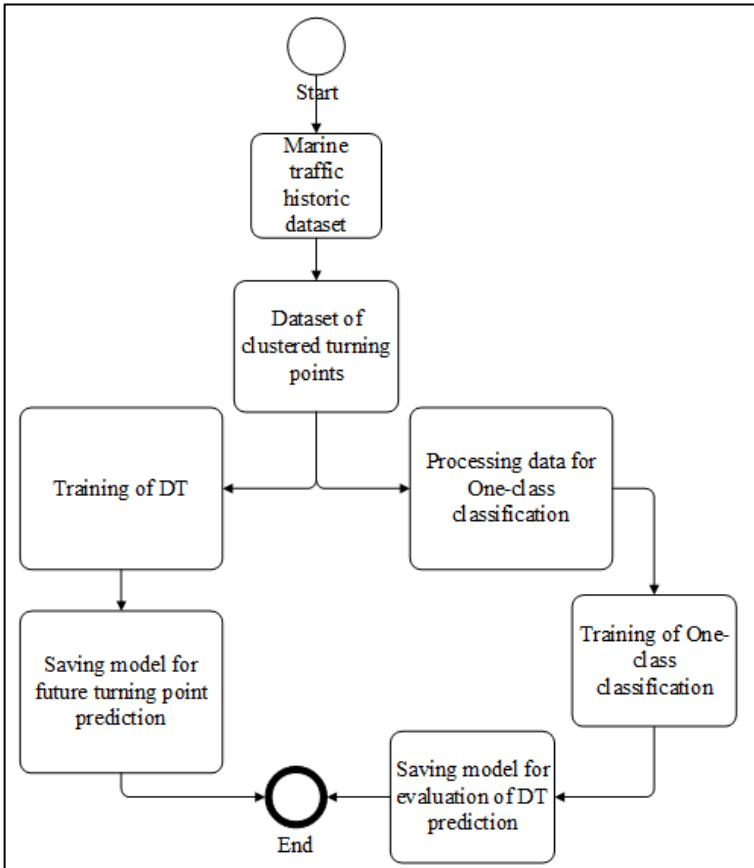 Start
Marine
traffic
historic
dataset
Dataset of
clustered turning
points
Training of DT
Processing data for
One-class
classification
Saving model for
future turning point
prediction
Training of One-
class
classification
Saving model for
evaluation of DT
prediction
End